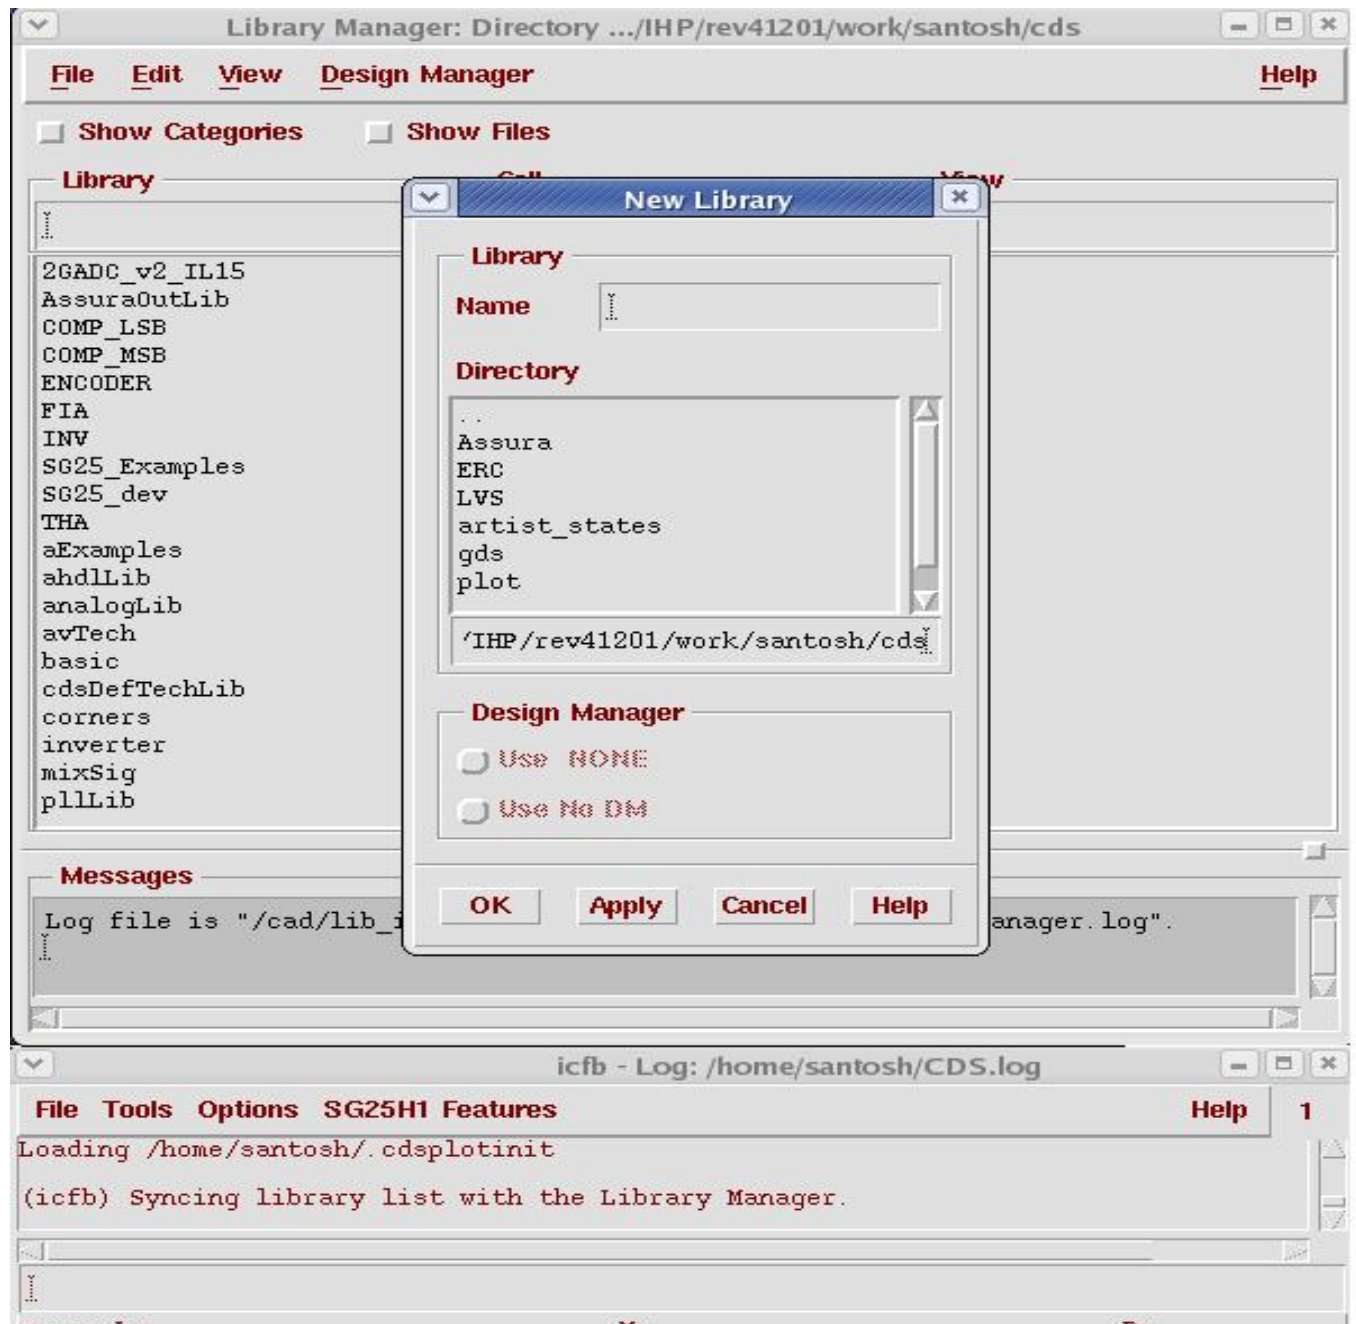 Library Manager: Directory .../IHP/rev41201/work/santosh/cds
File Edit View Design Manager Help
Show Categories Show Files
Library Cell View
New Library
2GADC_v2_IL15
AssuraOutLib
COMP_LSB
COMP_MSB
ENCODER
FIA
INV
SG25_Examples
SG25_dev
THA
aExamples
ahdlLib
analogLib
avTech
basic
cdsDefTechLib
corners
inverter
mixSig
pllLib
Library
Name
Directory
..
Assura
ERC
LVS
artist_states
gds
plot
/IHP/rev41201/work/santosh/cds
Design Manager
Use NONE
Use No DM
OK Apply Cancel Help
Messages
Log file is "/cad/lib_i anager.log".
icfb - Log: /home/santosh/CDS.log
File Tools Options SG25H1 Features Help 1
Loading /home/santosh/.cdsplotinit
(icfb) Syncing library list with the Library Manager.